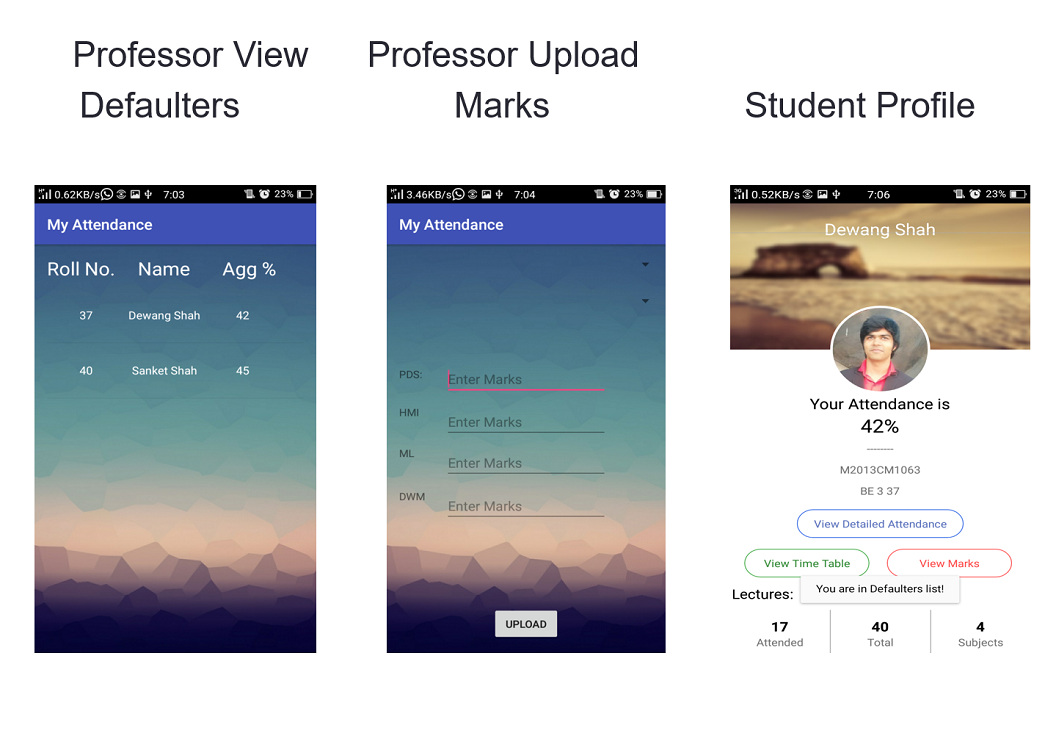 Professor View
Defaulters
Professor Upload
Marks
Student Profile
0.62KB/s 7:03 23%
My Attendance
Roll No. Name Agg %
37 Dewang Shah 42
40 Sanket Shah 45
3.46KB/s 7:04 23%
My Attendance
PDS: Enter Marks
HMI Enter Marks
ML Enter Marks
DWM Enter Marks
UPLOAD
3G 0.52KB/s 7:06 23%
Dewang Shah
Your Attendance is
42%
--------
M2013CM1063
BE 3 37
View Detailed Attendance
View Time Table View Marks
Lectures: You are in Defaulters list!
17 40 4
Attended Total Subjects